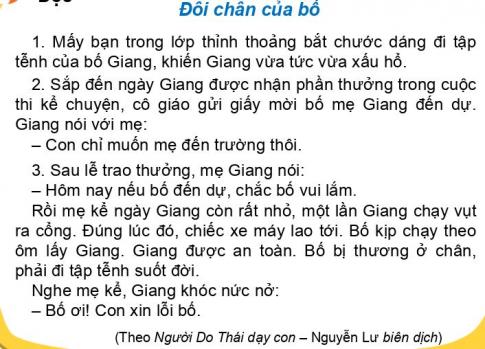 Đôi chân của bố
1. Mấy bạn trong lớp thỉnh thoảng bắt chước dáng đi tập
tễnh của bố Giang, khiến Giang vừa tức vừa xấu hổ.
2. Sắp đến ngày Giang được nhận phần thưởng trong cuộc
thi kể chuyện, cô giáo gửi giấy mời bố mẹ Giang đến dự.
Giang nói với mẹ:
– Con chỉ muốn mẹ đến trường thôi.
3. Sau lễ trao thưởng, mẹ Giang nói:
– Hôm nay nếu bố đến dự, chắc bố vui lắm.
Rồi mẹ kể ngày Giang còn rất nhỏ, một lần Giang chạy vụt
ra cổng. Đúng lúc đó, chiếc xe máy lao tới. Bố kịp chạy theo
ôm lấy Giang. Giang được an toàn. Bố bị thương ở chân,
phải đi tập tễnh suốt đời.
Nghe mẹ kể, Giang khóc nức nở:
– Bố ơi! Con xin lỗi bố.
(Theo Người Do Thái dạy con – Nguyễn Lư biên dịch)